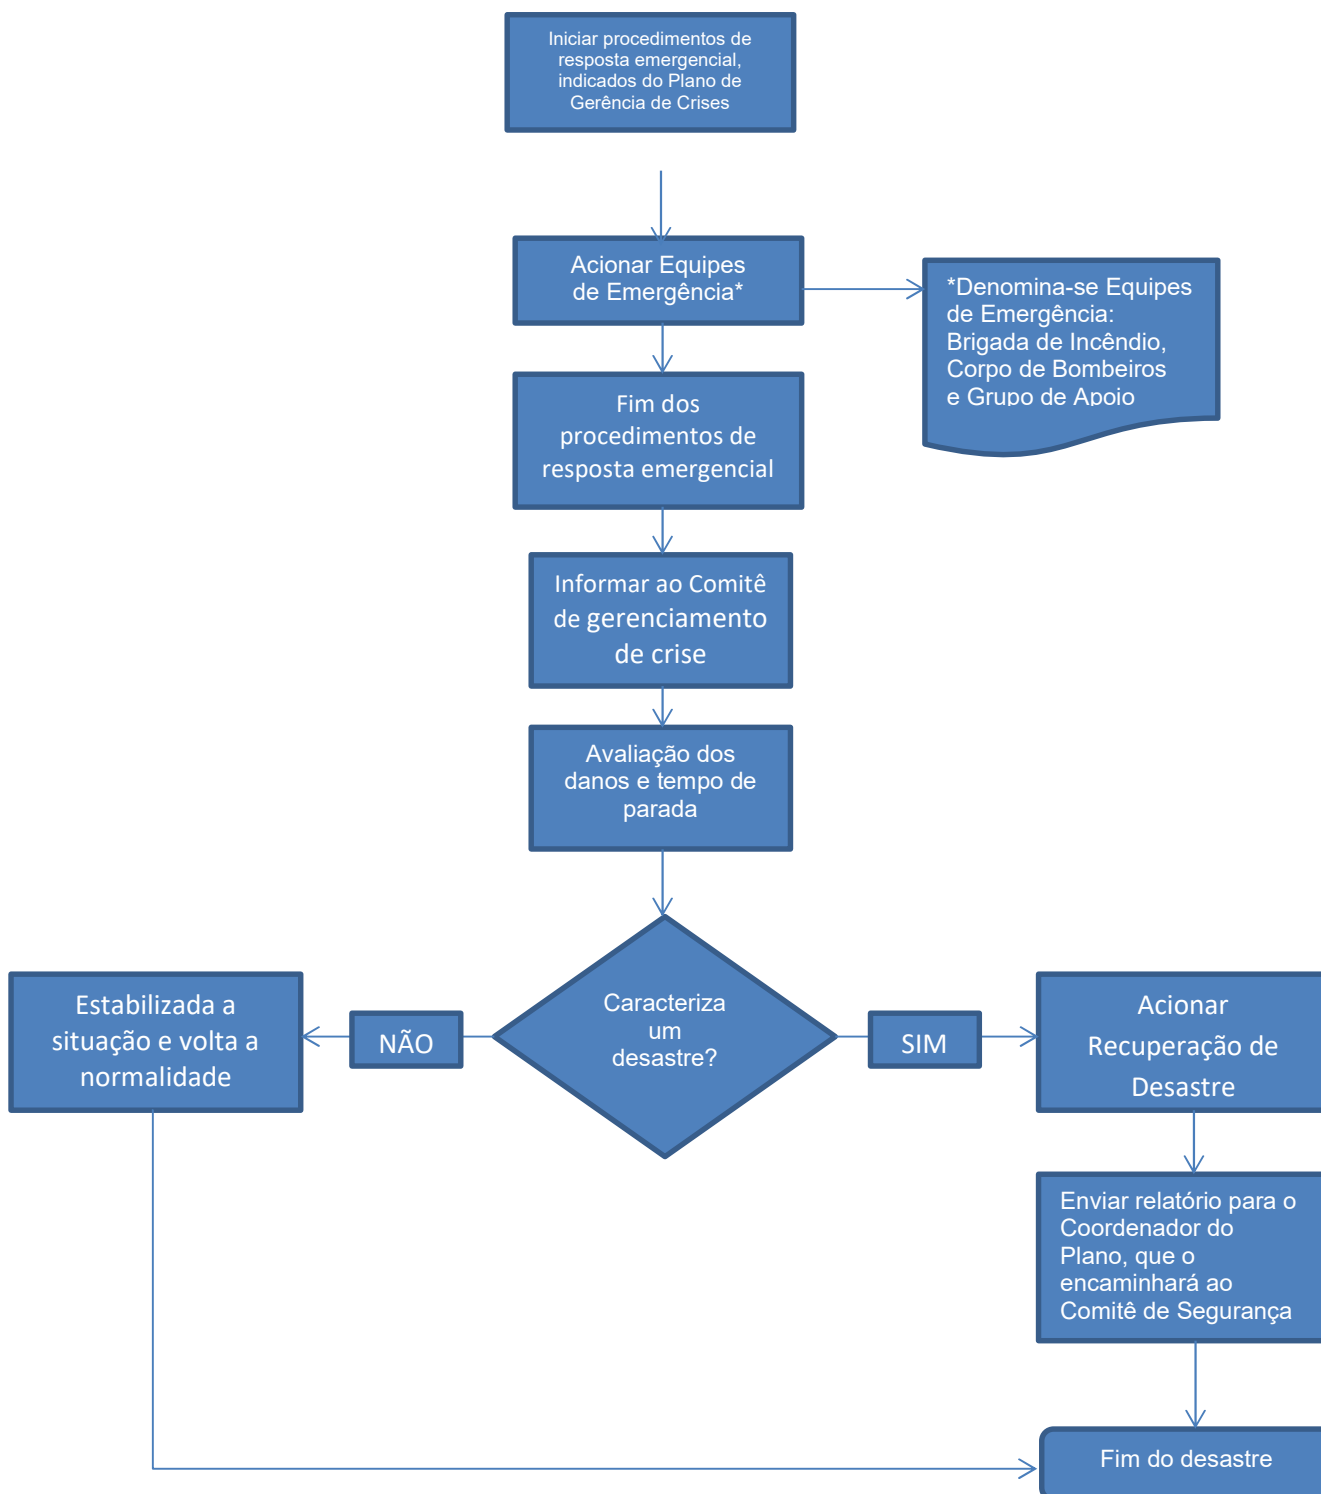 Iniciar procedimentos de
resposta emergencial,
indicados do Plano de
Gerência de Crises
Acionar Equipes
de Emergência*
*Denomina-se Equipes
de Emergência:
Brigada de Incêndio,
Corpo de Bombeiros
e Grupo de Apoio
Fim dos
procedimentos de
resposta emergencial
Informar ao Comitê
de gerenciamento
de crise
Avaliação dos
danos e tempo de
parada
Caracteriza
um
desastre?
NÃO
SIM
Estabilizada a
situação e volta a
normalidade
Acionar
Recuperação de
Desastre
Enviar relatório para o
Coordenador do
Plano, que o
encaminhará ao
Comitê de Segurança
Fim do desastre